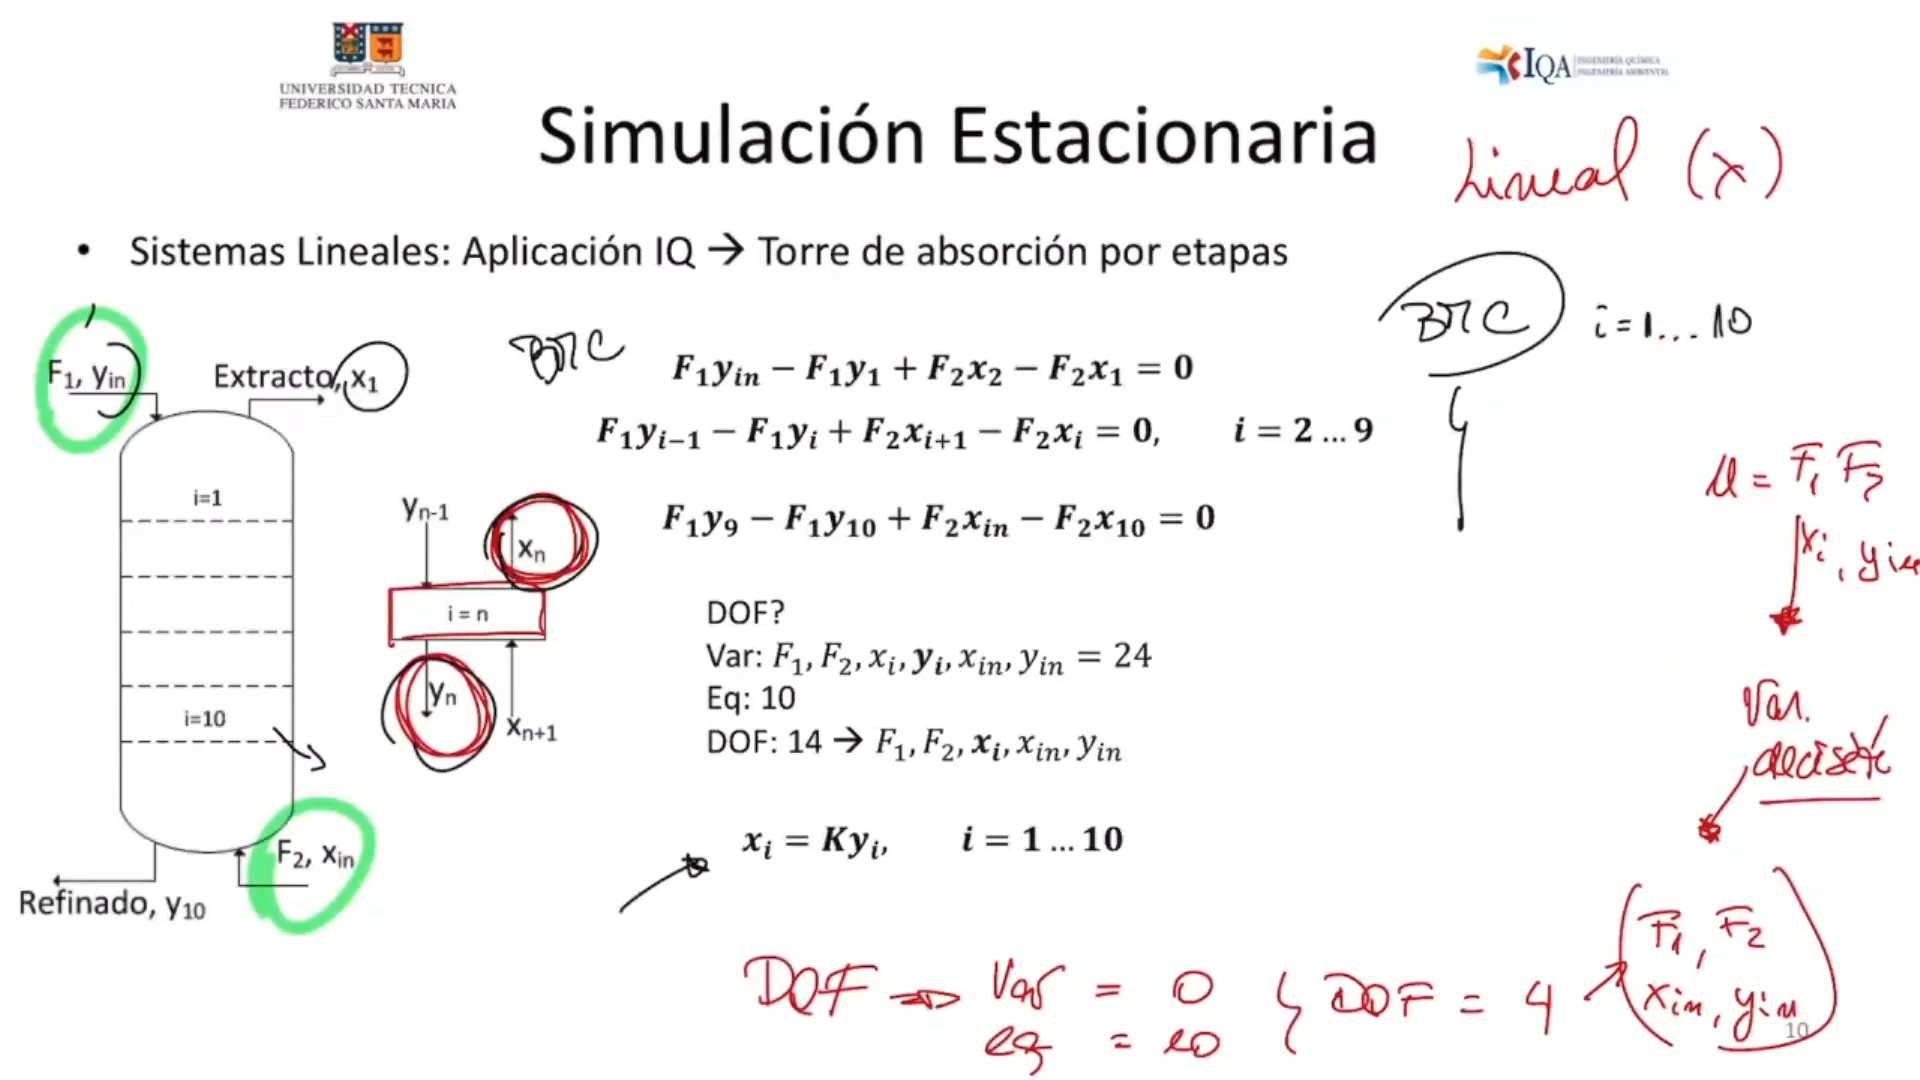 UNIVERSIDAD TECNICA
FEDERICO SANTA MARIA
IQA INGENIERÍA QUÍMICA
INGENIERÍA AMBIENTAL
Simulación Estacionaria
Lineal (x)
• Sistemas Lineales: Aplicación IQ → Torre de absorción por etapas
F₁, yᵢₙ
Extracto, x₁
i=1
i=10
F₂, xᵢₙ
Refinado, y₁₀
yₙ₋₁
xₙ
i = n
yₙ
xₙ₊₁
BMC
F₁yᵢₙ − F₁y₁ + F₂x₂ − F₂x₁ = 0
F₁yᵢ₋₁ − F₁yᵢ + F₂xᵢ₊₁ − F₂xᵢ = 0, i = 2 … 9
F₁y₉ − F₁y₁₀ + F₂xᵢₙ − F₂x₁₀ = 0
DOF?
Var: F₁, F₂, xᵢ, yᵢ, xᵢₙ, yᵢₙ = 24
Eq: 10
DOF: 14 → F₁, F₂, xᵢ, xᵢₙ, yᵢₙ
xᵢ = Kyᵢ, i = 1 … 10
BMC i = 1 ... 10
Var.
DOF → Var = 0
eq = 10
DOF = 4
F₁, F₂
xᵢₙ, yᵢₙ
10